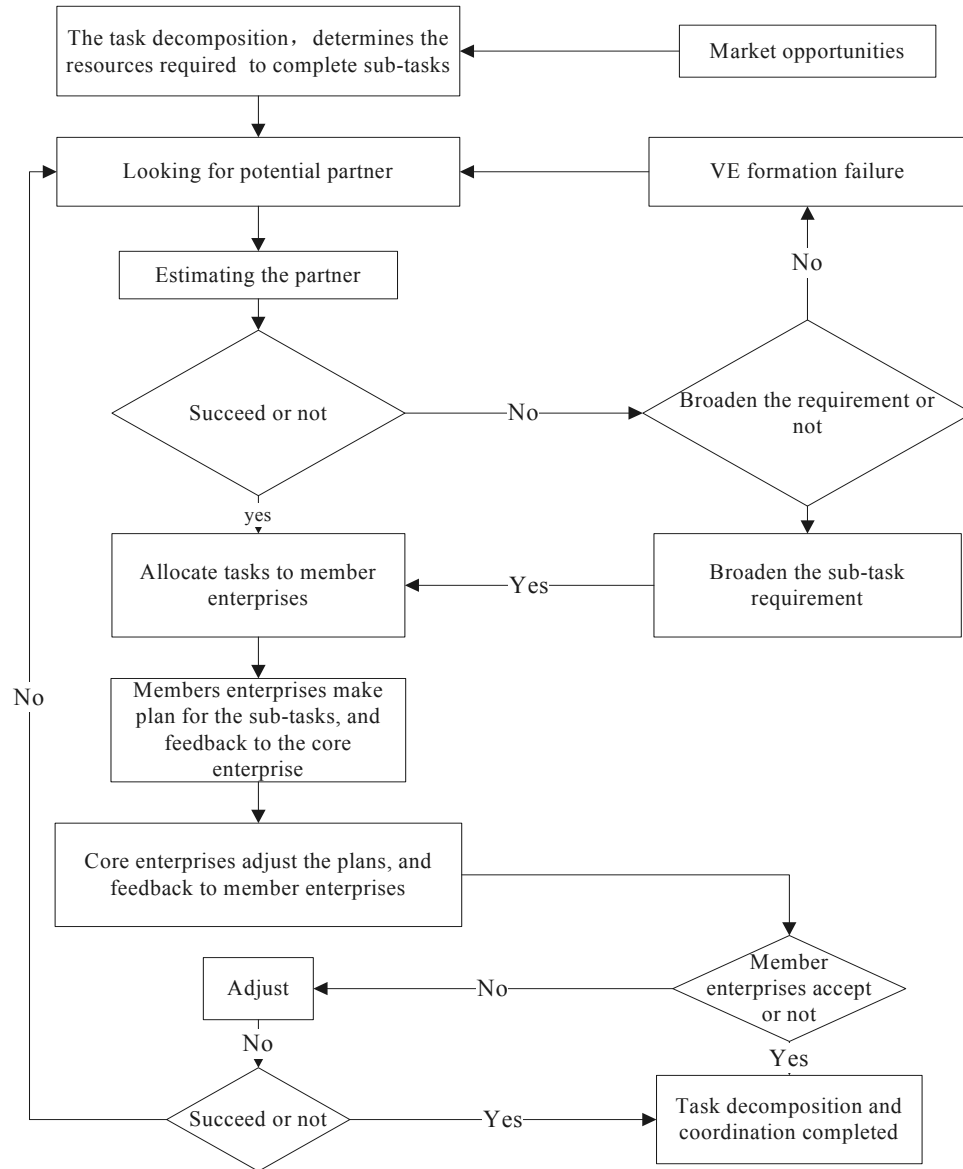 The task decomposition，determines the
resources required to complete sub-tasks
Market opportunities
Looking for potential partner
VE formation failure
No
Estimating the partner
Succeed or not
No
Broaden the requirement or
not
yes
Allocate tasks to member
enterprises
Yes
Broaden the sub-task
requirement
No
Members enterprises make
plan for the sub-tasks, and
feedback to the core
enterprise
Core enterprises adjust the plans, and
feedback to member enterprises
Adjust
No
Member
enterprises accept
or not
No
Yes
Succeed or not
Yes
Task decomposition and
coordination completed